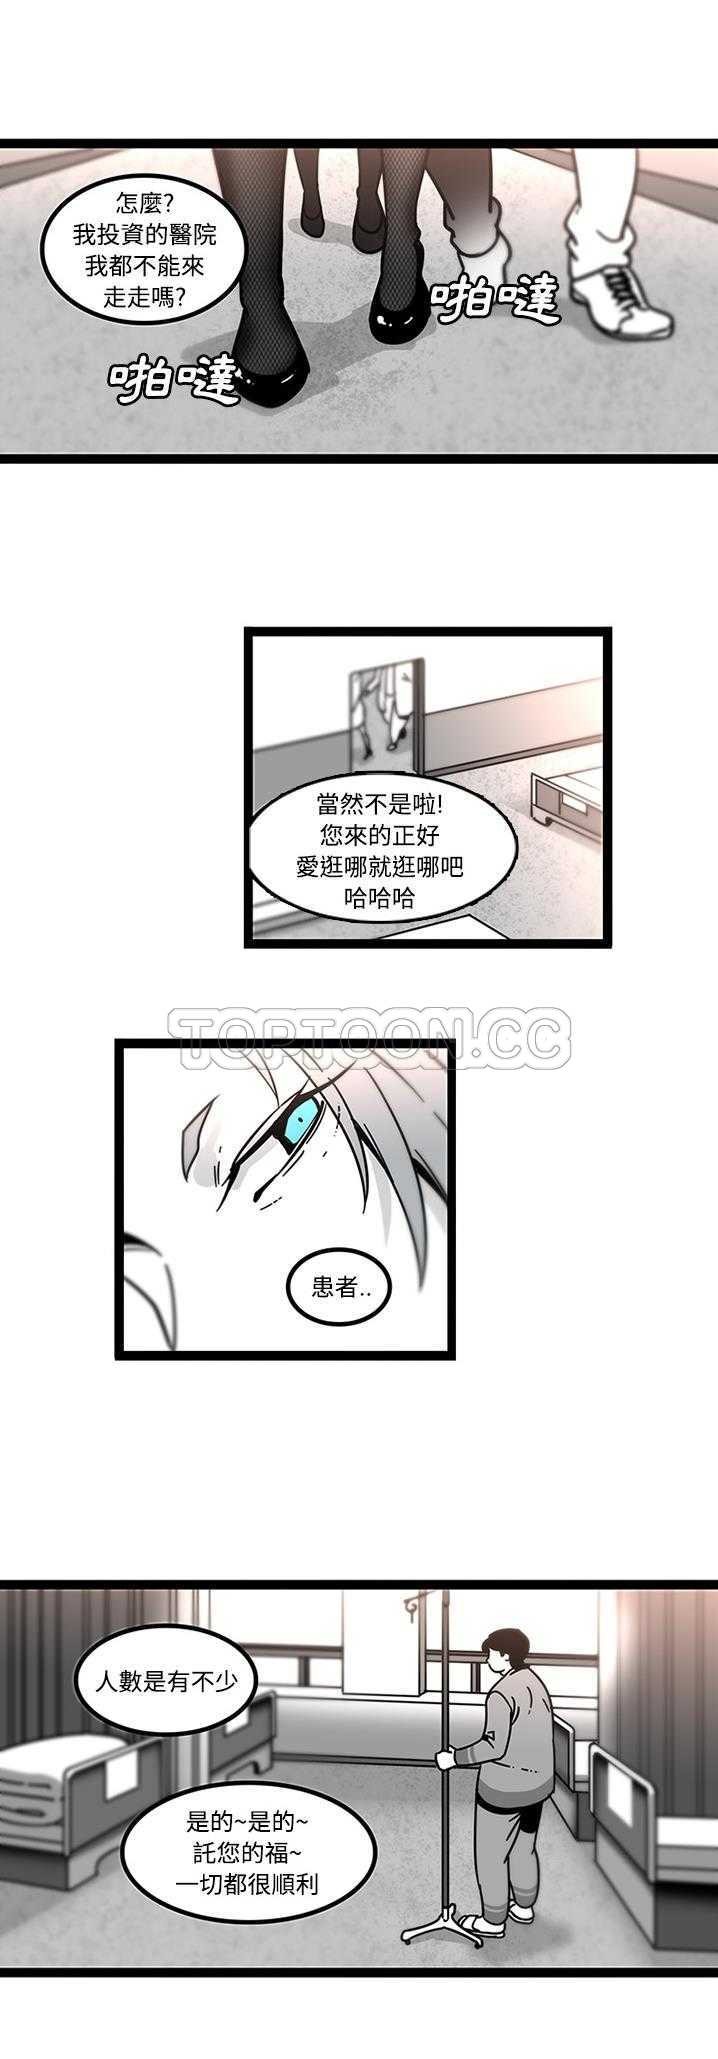 怎麼?
我投資的醫院
我都不能來
走走嗎?
啪噠
啪噠
當然不是啦!
您來的正好
愛逛哪就逛哪吧
哈哈哈
TOPTOON.CC
患者..
人數是有不少
是的~是的~
託您的福~
一切都很順利